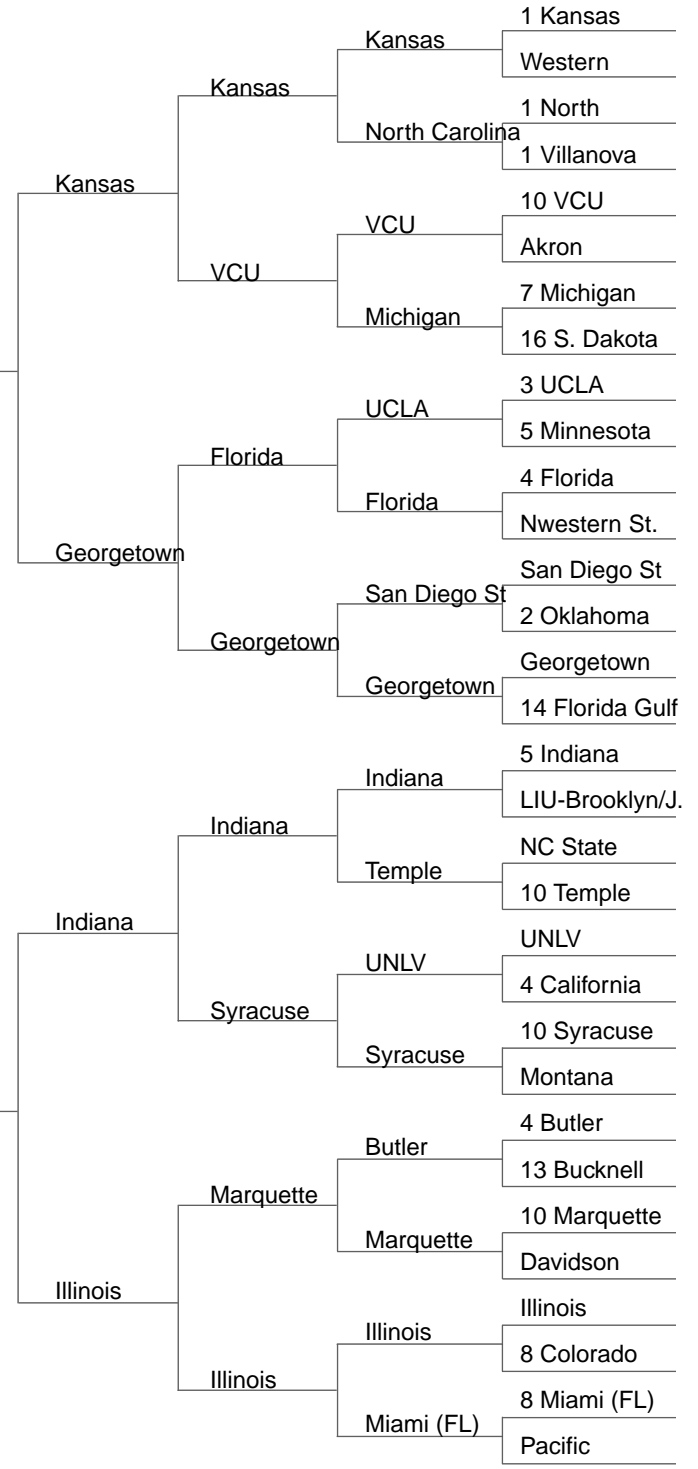 1 Kansas
Kansas
Western
Kansas
1 North
North Carolina
1 Villanova
Kansas
10 VCU
VCU
Akron
VCU
7 Michigan
Michigan
16 S. Dakota
3 UCLA
UCLA
5 Minnesota
Florida
4 Florida
Florida
Nwestern St.
Georgetown
San Diego St
San Diego St
2 Oklahoma
Georgetown
Georgetown
Georgetown
14 Florida Gulf
5 Indiana
Indiana
LIU-Brooklyn/J.
Indiana
NC State
Temple
10 Temple
Indiana
UNLV
UNLV
4 California
Syracuse
10 Syracuse
Syracuse
Montana
4 Butler
Butler
13 Bucknell
Marquette
10 Marquette
Marquette
Davidson
Illinois
Illinois
Illinois
8 Colorado
Illinois
8 Miami (FL)
Miami (FL)
Pacific